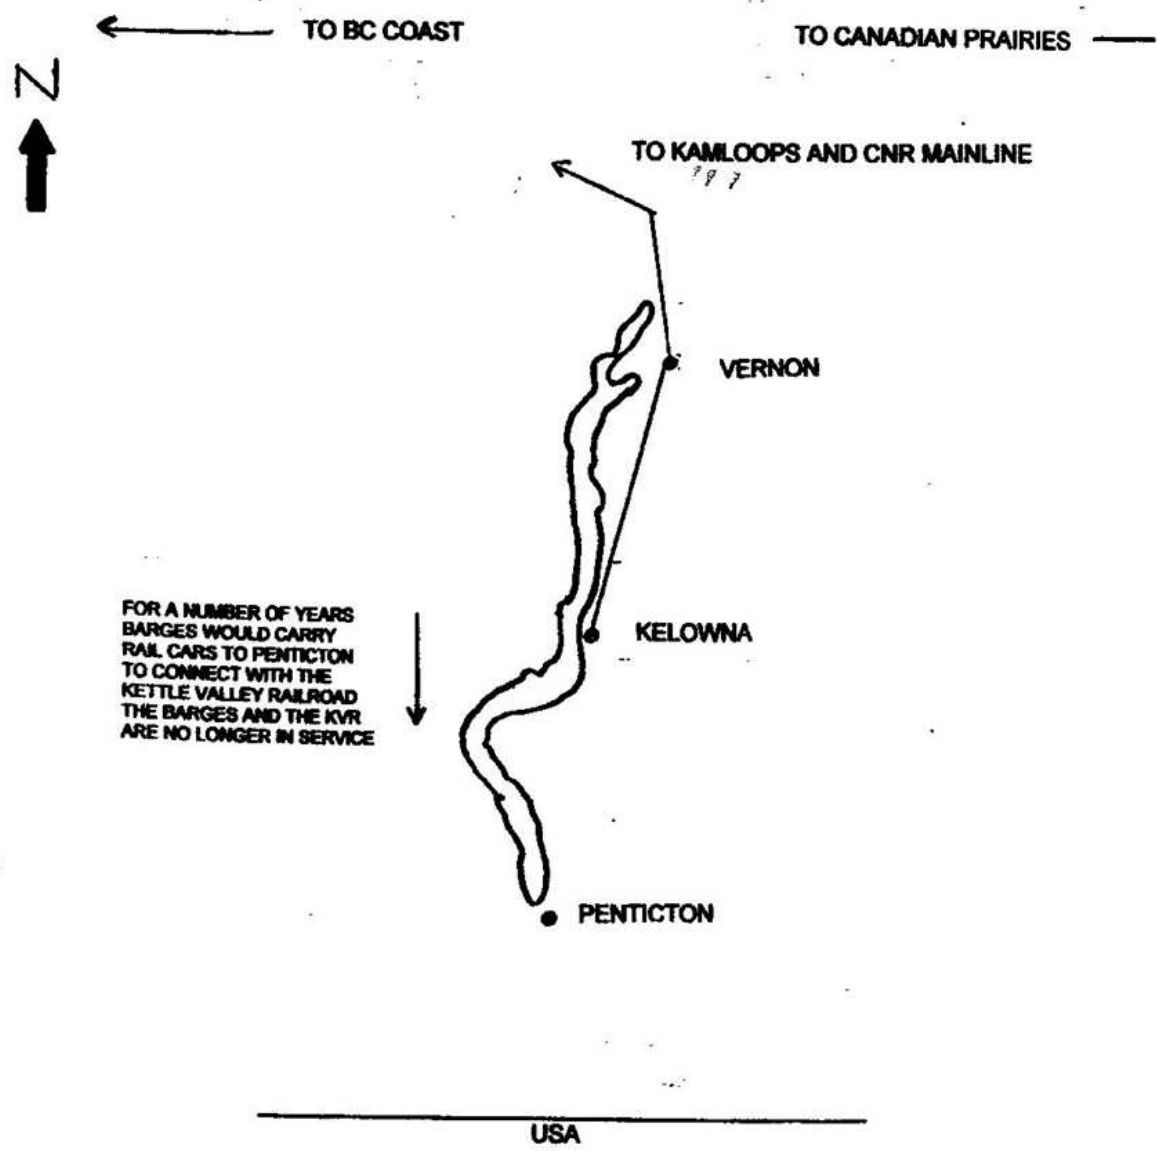 TO BC COAST
TO CANADIAN PRAIRIES
N
TO KAMLOOPS AND CNR MAINLINE
VERNON
FOR A NUMBER OF YEARS
BARGES WOULD CARRY
RAIL CARS TO PENTICTON
TO CONNECT WITH THE
KETTLE VALLEY RAILROAD
THE BARGES AND THE KVR
ARE NO LONGER IN SERVICE
KELOWNA
PENTICTON
USA